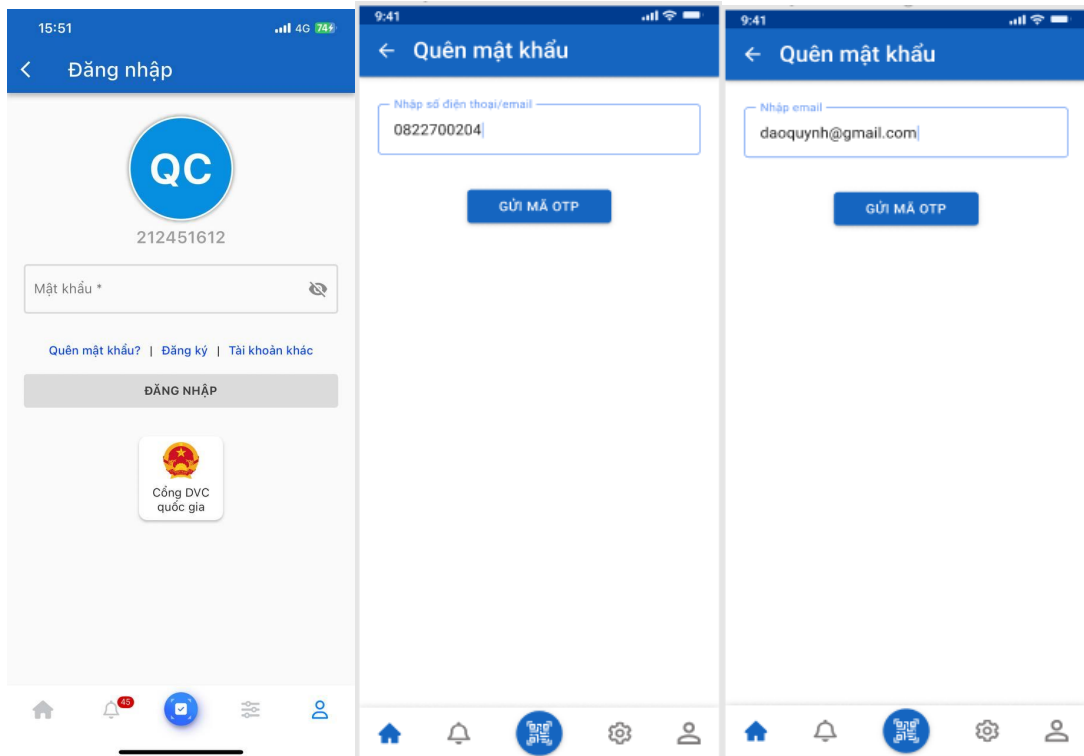 15:51
4G 74
Đăng nhập
QC
212451612
Mật khẩu *
Quên mật khẩu? | Đăng ký | Tài khoản khác
ĐĂNG NHẬP
Cổng DVC
quốc gia
45
9:41
Quên mật khẩu
Nhập số điện thoại/email
0822700204
GỬI MÃ OTP
9:41
Quên mật khẩu
Nhập email
daoquynh@gmail.com
GỬI MÃ OTP